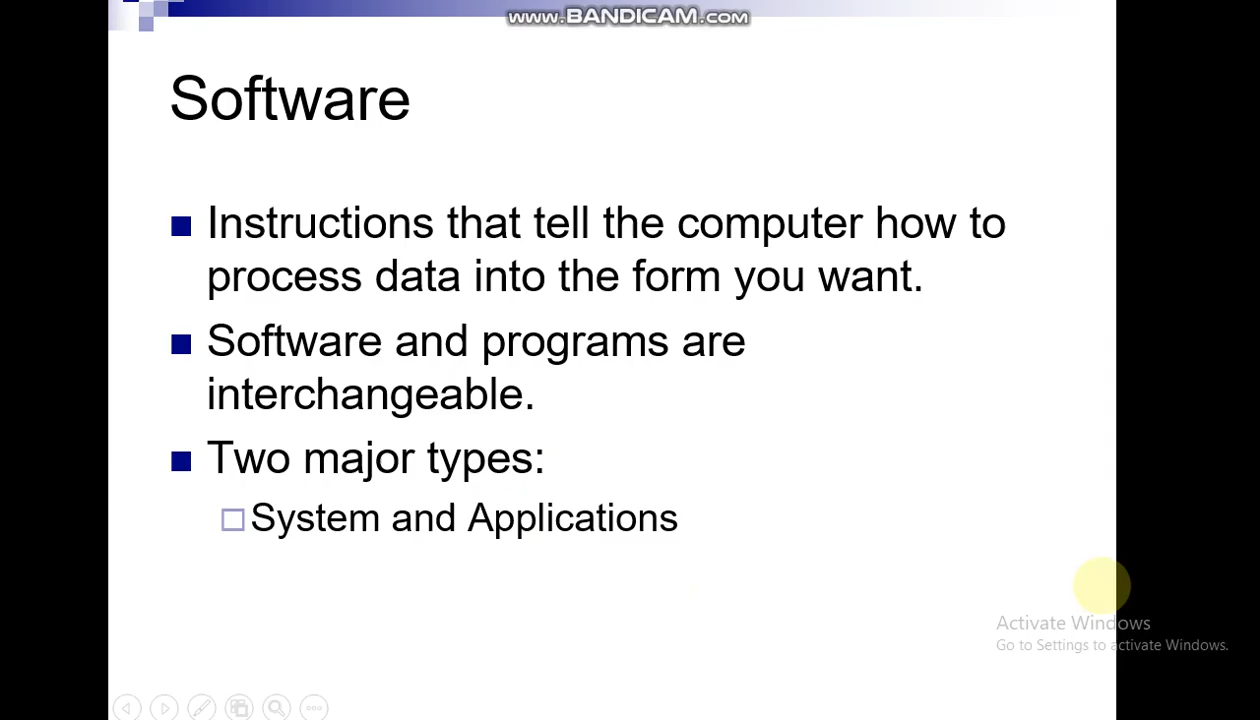 www.BANDICAM.com
Software
Instructions that tell the computer how to
process data into the form you want.
Software and programs are
interchangeable.
Two major types:
System and Applications
Activate Windows
Go to Settings to activate Windows.